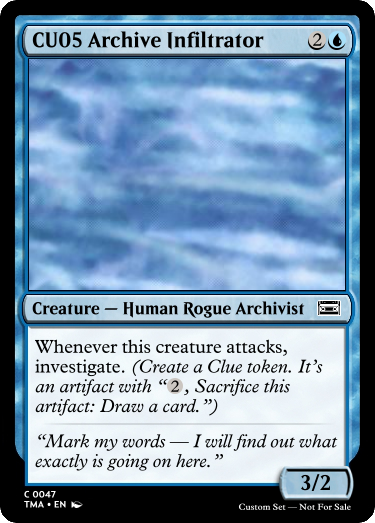 CU05 Archive Infiltrator 2
Creature — Human Rogue Archivist
Whenever this creature attacks,
investigate. (Create a Clue token. It's
an artifact with “2, Sacrifice this
artifact: Draw a card.”)
“Mark my words — I will find out what
exactly is going on here.”
3/2
C 0047
TMA • EN
Custom Set — Not For Sale